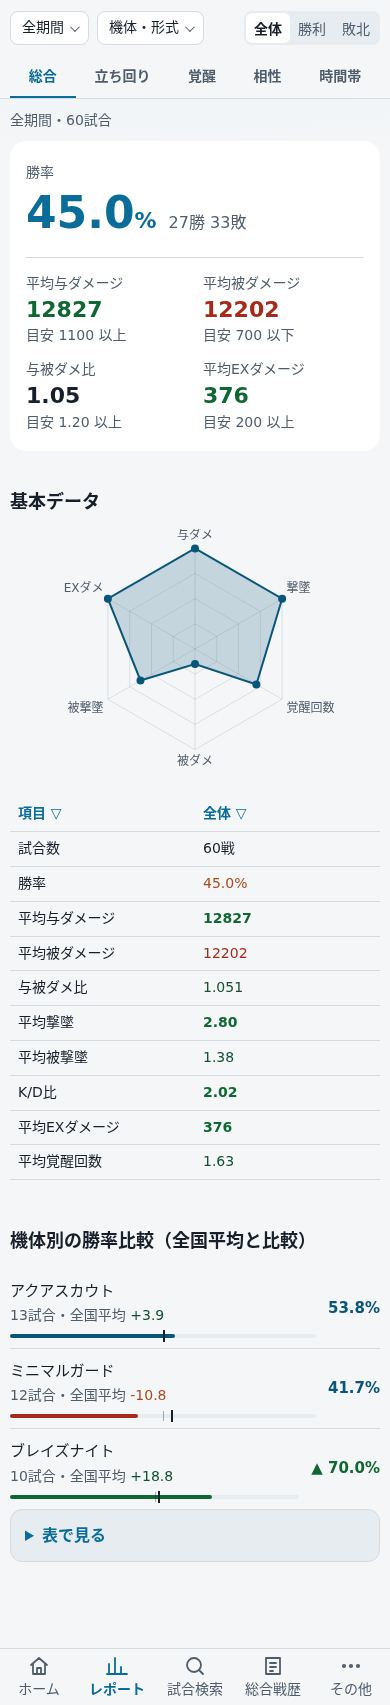 全期間 機体・形式 全体 勝利 敗北
総合 立ち回り 覚醒 相性 時間帯
全期間・60試合
勝率
45.0% 27勝 33敗
平均与ダメージ 平均被ダメージ
12827 12202
目安 1100 以上 目安 700 以下
与被ダメ比 平均EXダメージ
1.05 376
目安 1.20 以上 目安 200 以上
基本データ
与ダメ
EXダメ 撃墜
被撃墜 覚醒回数
被ダメ
項目 ▽ 全体 ▽
試合数 60戦
勝率 45.0%
平均与ダメージ 12827
平均被ダメージ 12202
与被ダメ比 1.051
平均撃墜 2.80
平均被撃墜 1.38
K/D比 2.02
平均EXダメージ 376
平均覚醒回数 1.63
機体別の勝率比較（全国平均と比較）
アクアスカウト
13試合・全国平均 +3.9 53.8%
ミニマルガード
12試合・全国平均 -10.8 41.7%
ブレイズナイト
10試合・全国平均 +18.8 ▲ 70.0%
▶ 表で見る
ホーム レポート 試合検索 総合戦歴 その他